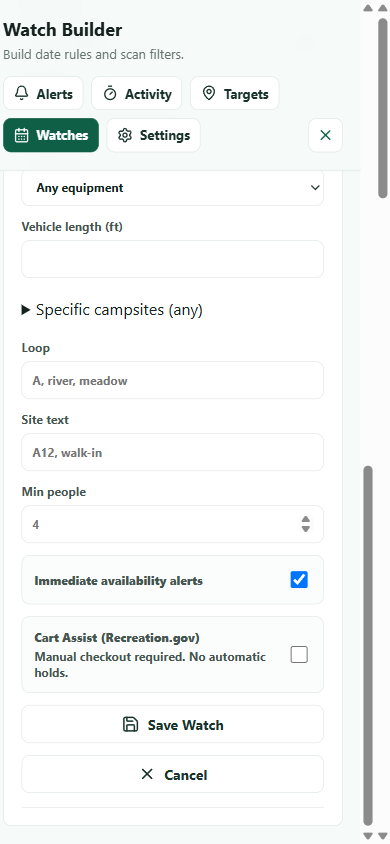 Watch Builder
Build date rules and scan filters.
Alerts
Activity
Targets
Watches
Settings
Any equipment
Vehicle length (ft)
Specific campsites (any)
Loop
A, river, meadow
Site text
A12, walk-in
Min people
4
Immediate availability alerts
Cart Assist (Recreation.gov)
Manual checkout required. No automatic
holds.
Save Watch
Cancel